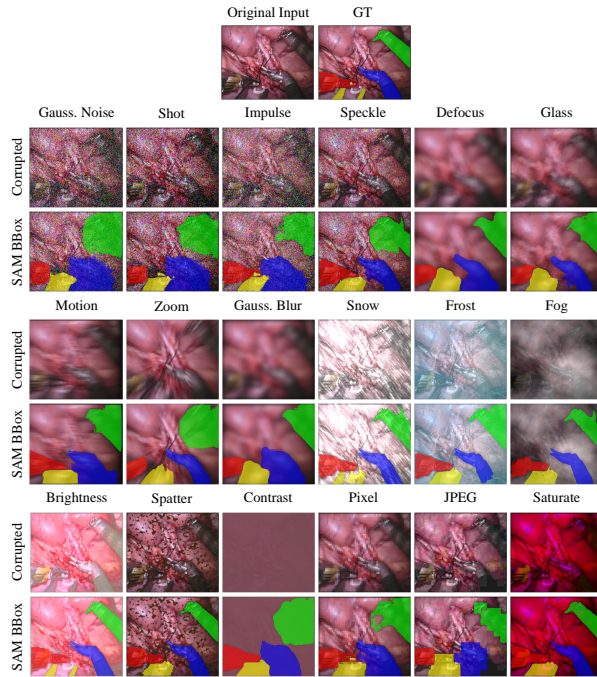 Original Input GT
Gauss. Noise Shot Impulse Speckle Defocus Glass
Corrupted
SAM BBox
Motion Zoom Gauss. Blur Snow Frost Fog
Corrupted
SAM BBox
Brightness Spatter Contrast Pixel JPEG Saturate
Corrupted
SAM BBox